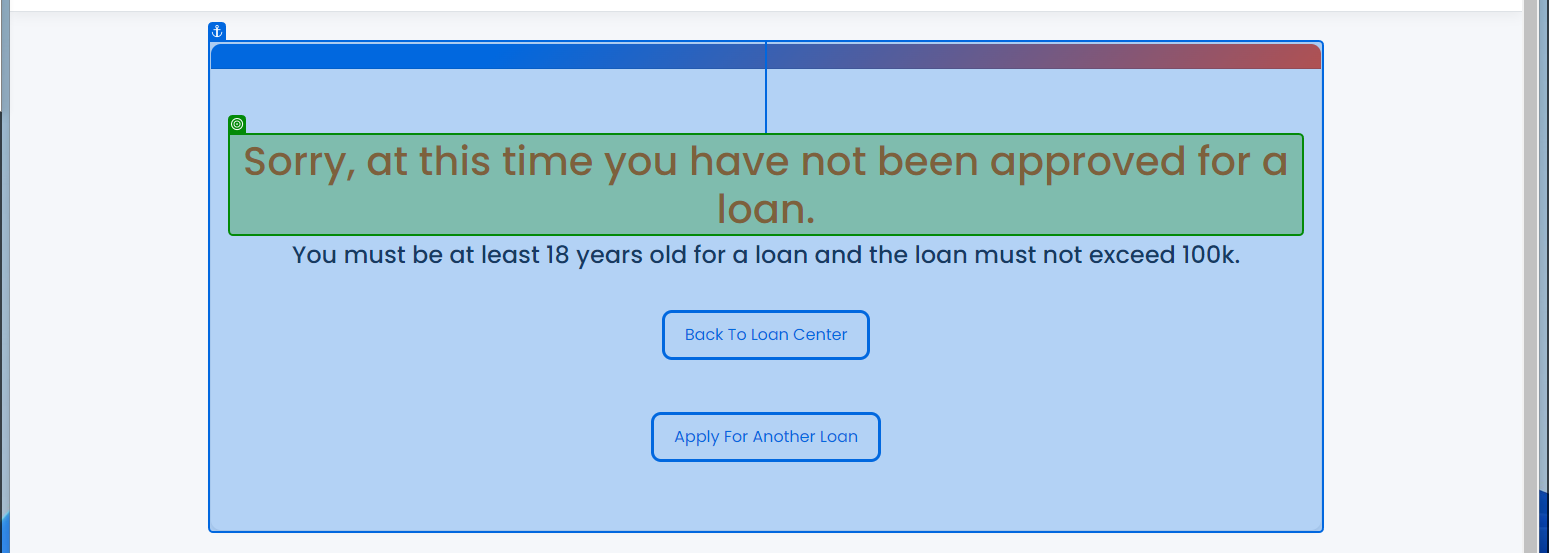 Sorry, at this time you have not been approved for a
loan.
You must be at least 18 years old for a loan and the loan must not exceed 100k.
Back To Loan Center
Apply For Another Loan